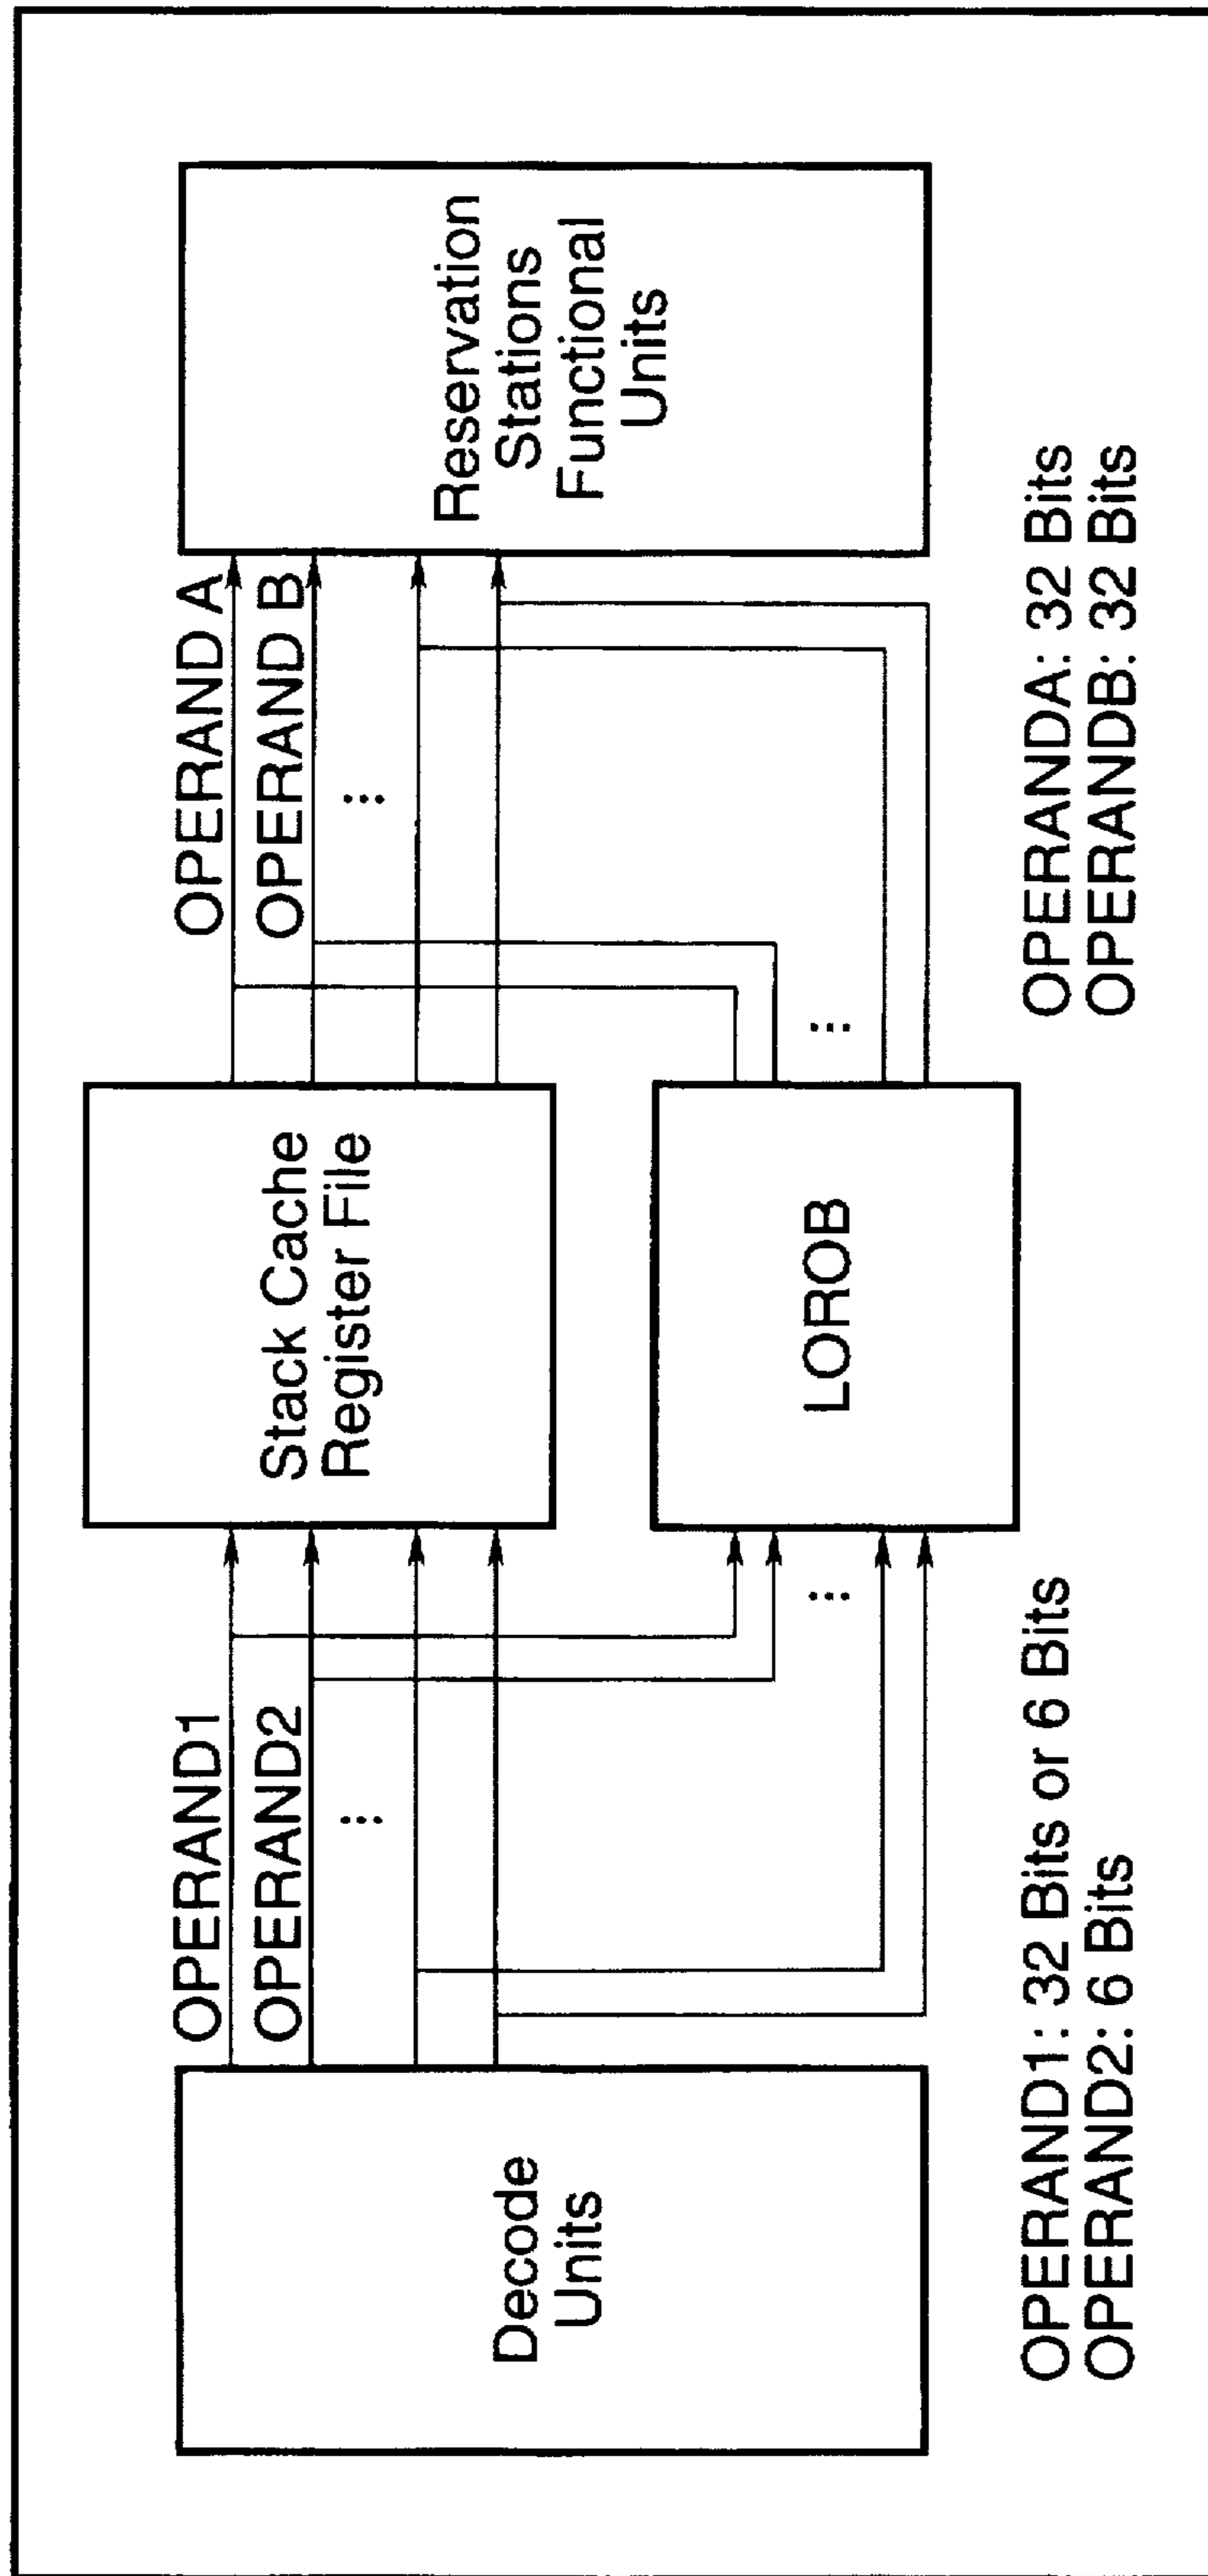 Decode
Units
OPERAND1
OPERAND2
Stack Cache
Register File
LOROB
OPERAND A
OPERAND B
Reservation
Stations
Functional
Units
OPERAND1: 32 Bits or 6 Bits
OPERAND2: 6 Bits
OPERANDA: 32 Bits
OPERANDB: 32 Bits